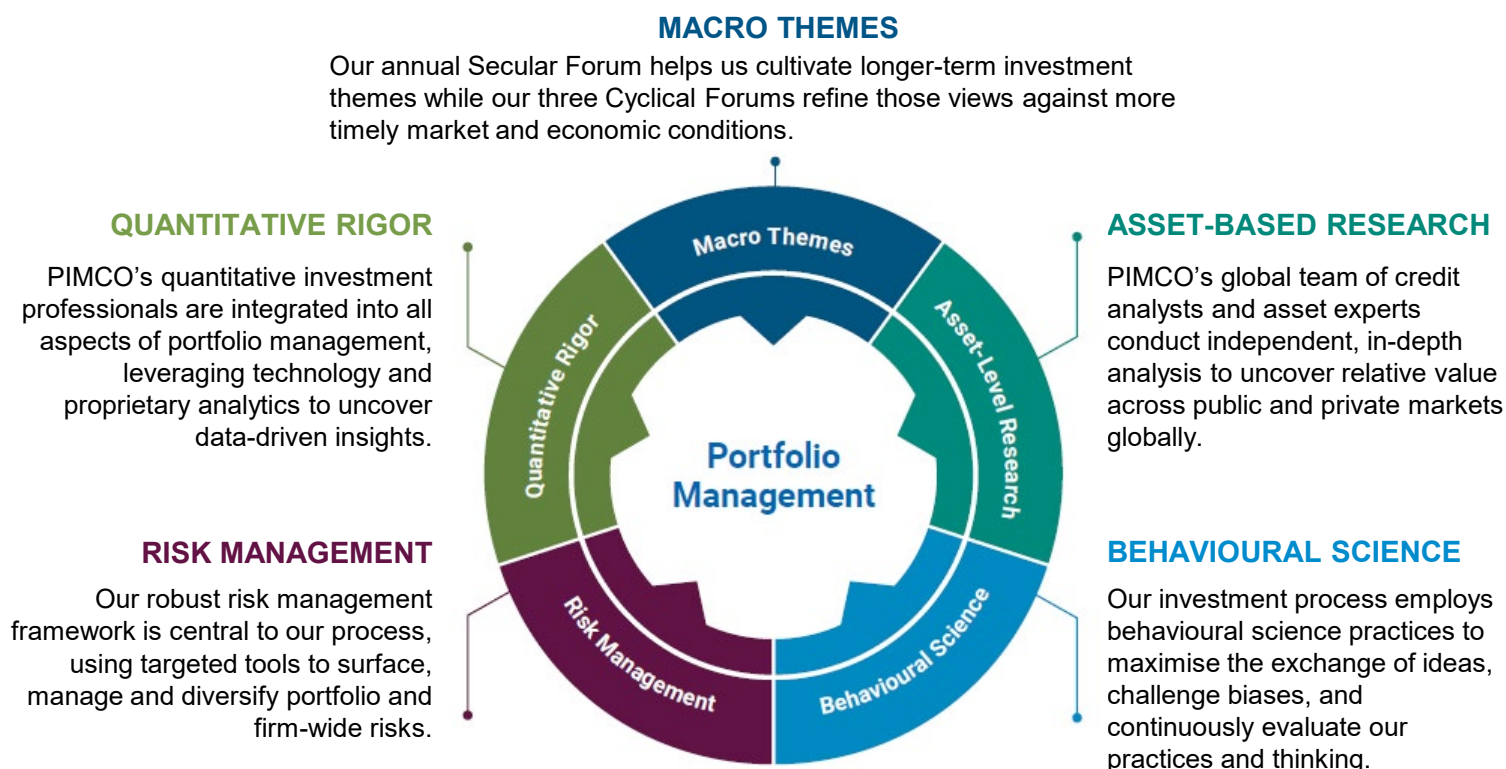 MACRO THEMES
Our annual Secular Forum helps us cultivate longer-term investment
themes while our three Cyclical Forums refine those views against more
timely market and economic conditions.
QUANTITATIVE RIGOR
PIMCO’s quantitative investment
professionals are integrated into all
aspects of portfolio management,
leveraging technology and
proprietary analytics to uncover
data-driven insights.
RISK MANAGEMENT
Our robust risk management
framework is central to our process,
using targeted tools to surface,
manage and diversify portfolio and
firm-wide risks.
Macro Themes
Quantitative Rigor
Asset-Level Research
Portfolio
Management
Risk Management
Behavioural Science
ASSET-BASED RESEARCH
PIMCO’s global team of credit
analysts and asset experts
conduct independent, in-depth
analysis to uncover relative value
across public and private markets
globally.
BEHAVIOURAL SCIENCE
Our investment process employs
behavioural science practices to
maximise the exchange of ideas,
challenge biases, and
continuously evaluate our
practices and thinking.